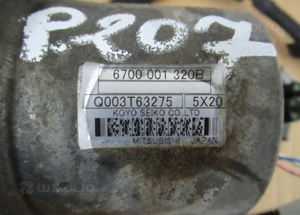 P207
6700 001 320B
Q003T63275 5X20
KOYO SEIKO CO.,LTD
MITSUBISHI JAPAN